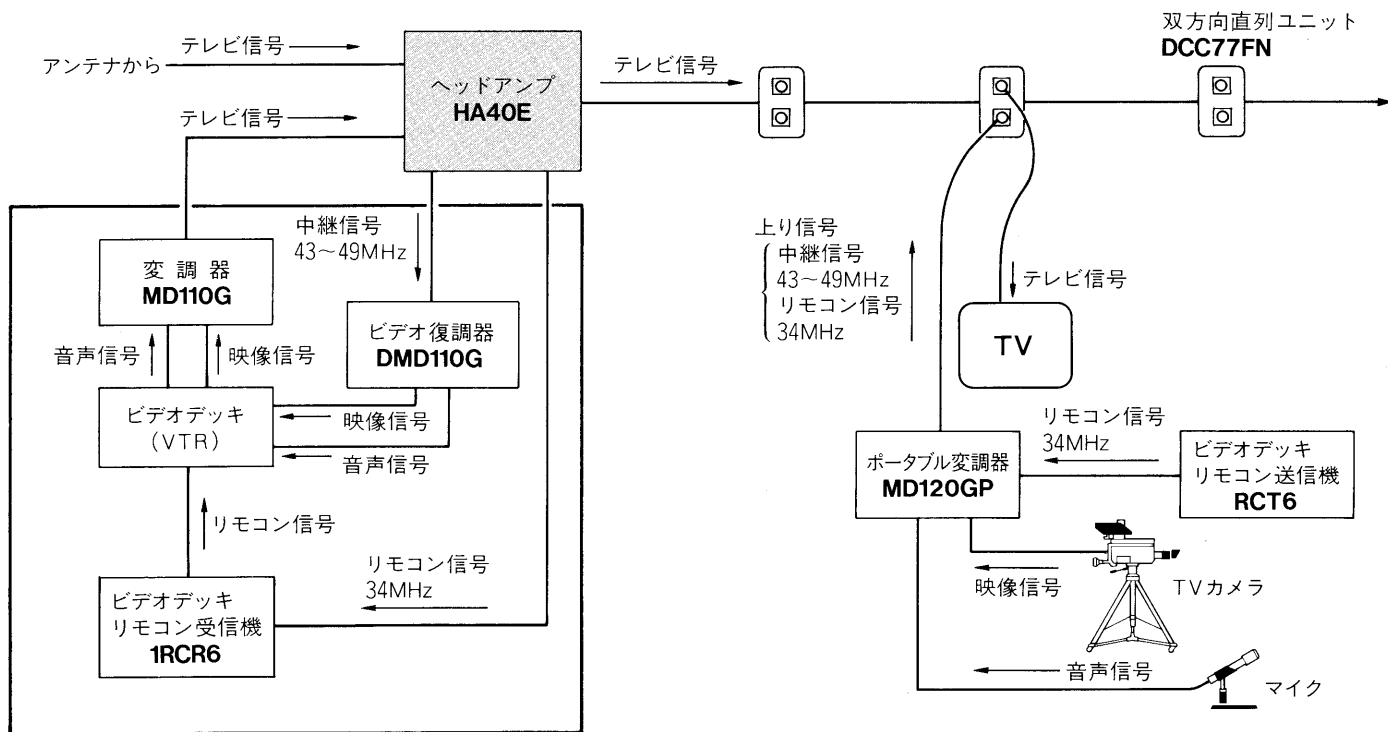 双方向直列ユニット
DCC77FN
テレビ信号
アンテナから
ヘッドアンプ
HA40E
テレビ信号
テレビ信号
中継信号
43～49MHz
変調器
MD110G
音声信号
映像信号
ビデオ復調器
DMD110G
ビデオデッキ
(VTR)
映像信号
音声信号
リモコン信号
リモコン信号
34MHz
ビデオデッキ
リモコン受信機
1RCR6
上り信号
中継信号
43～49MHz
リモコン信号
34MHz
テレビ信号
TV
リモコン信号
34MHz
ポータブル変調器
MD120GP
ビデオデッキ
リモコン送信機
RCT6
映像信号
TVカメラ
音声信号
マイク